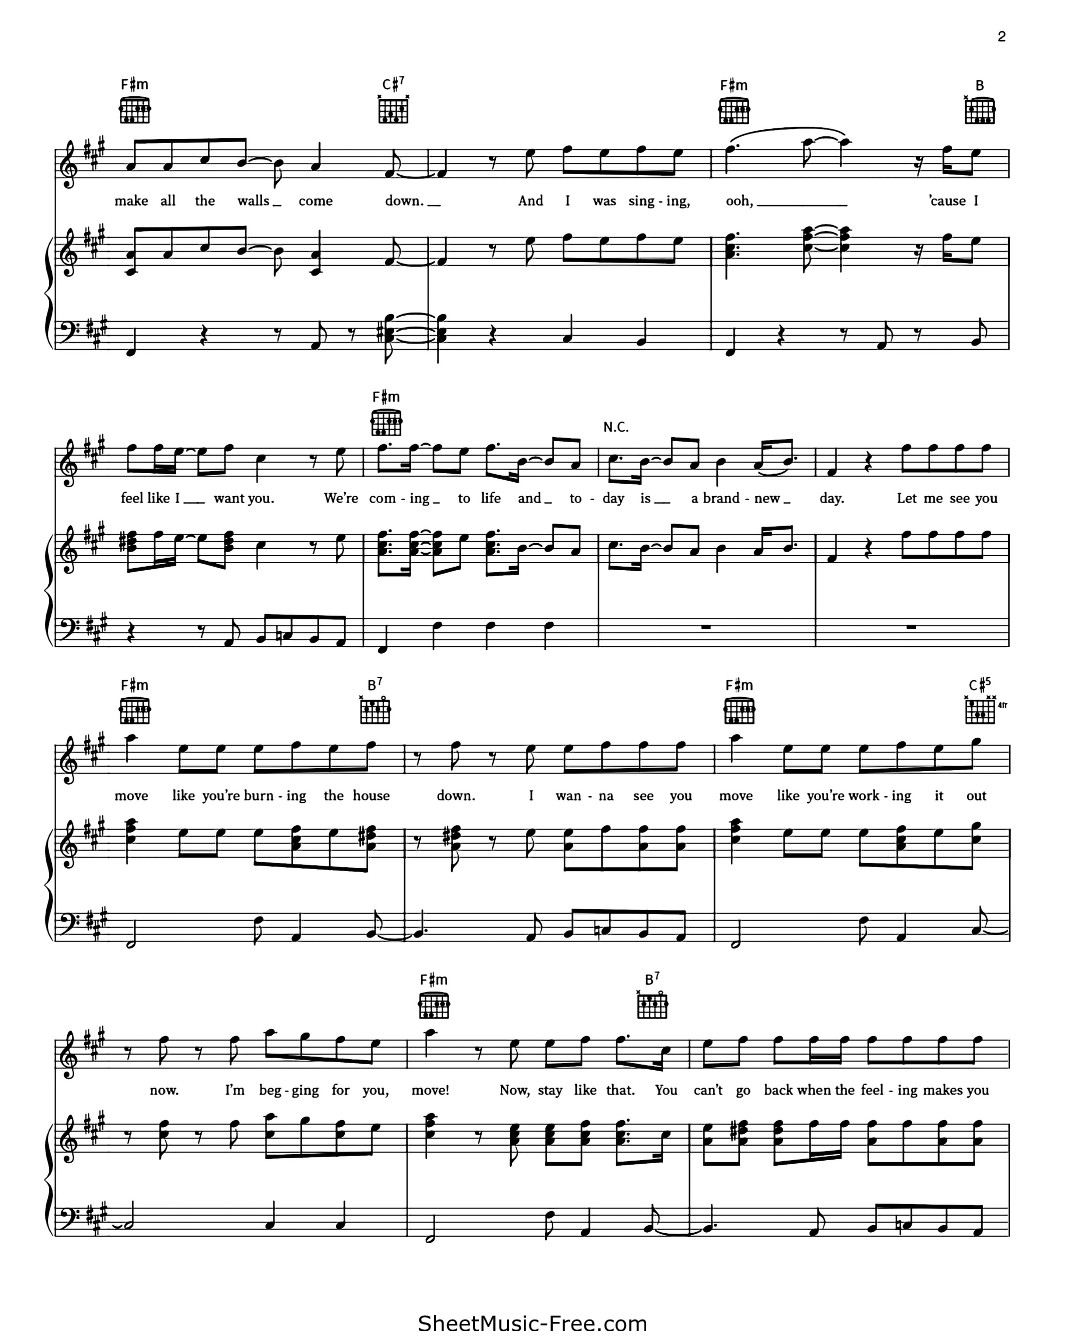 2
F♯m C♯7 F♯m B
make all the walls _ come down. _ And I was sing - ing, ooh, _ 'cause I
F♯m
N.C.
feel like I _ want you. We're com - ing _ to life and _ to - day is _ a brand - new _ day. Let me see you
F♯m B7 F♯m C♯5
4fr
move like you're burn - ing the house down. I wan - na see you move like you're work - ing it out
F♯m B7
now. I'm beg - ging for you, move! Now, stay like that. You can't go back when the feel - ing makes you
SheetMusic-Free.com